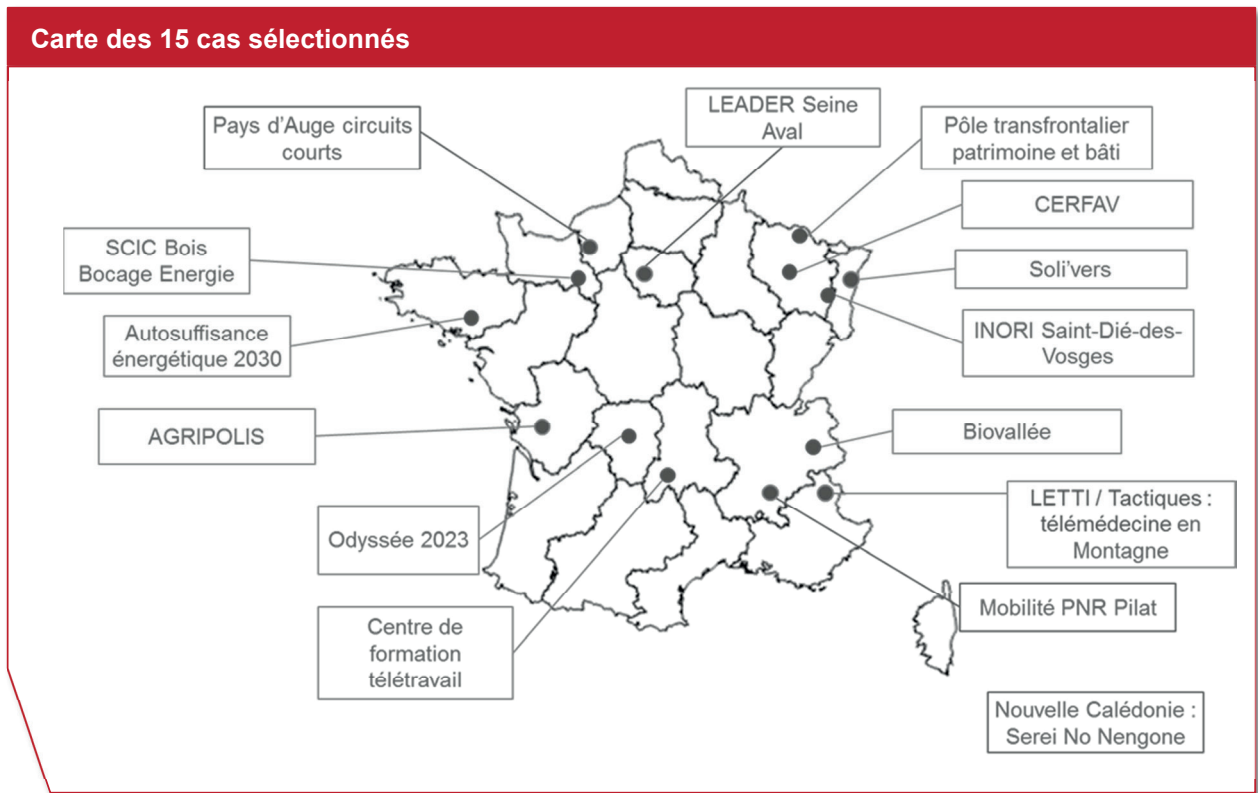 Carte des 15 cas sélectionnés
Pays d’Auge circuits
courts
LEADER Seine
Aval
Pôle transfrontalier
patrimoine et bâti
CERFAV
SCIC Bois
Bocage Energie
Soli’vers
Autosuffisance
énergétique 2030
INORI Saint-Dié-des-
Vosges
AGRIPOLIS
Biovallée
Odyssée 2023
LETTI / Tactiques :
télémédecine en
Montagne
Mobilité PNR Pilat
Centre de
formation
télétravail
Nouvelle Calédonie :
Serei No Nengone